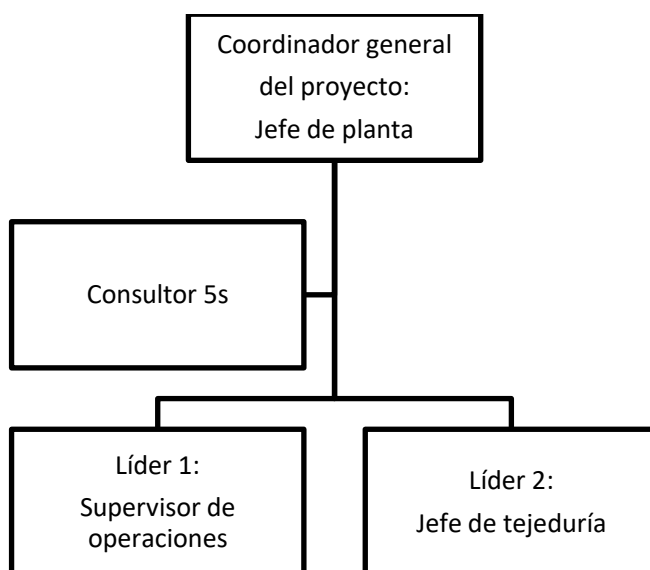 Coordinador general
del proyecto:
Jefe de planta
Consultor 5s
Líder 1:
Supervisor de
operaciones
Líder 2:
Jefe de tejeduría